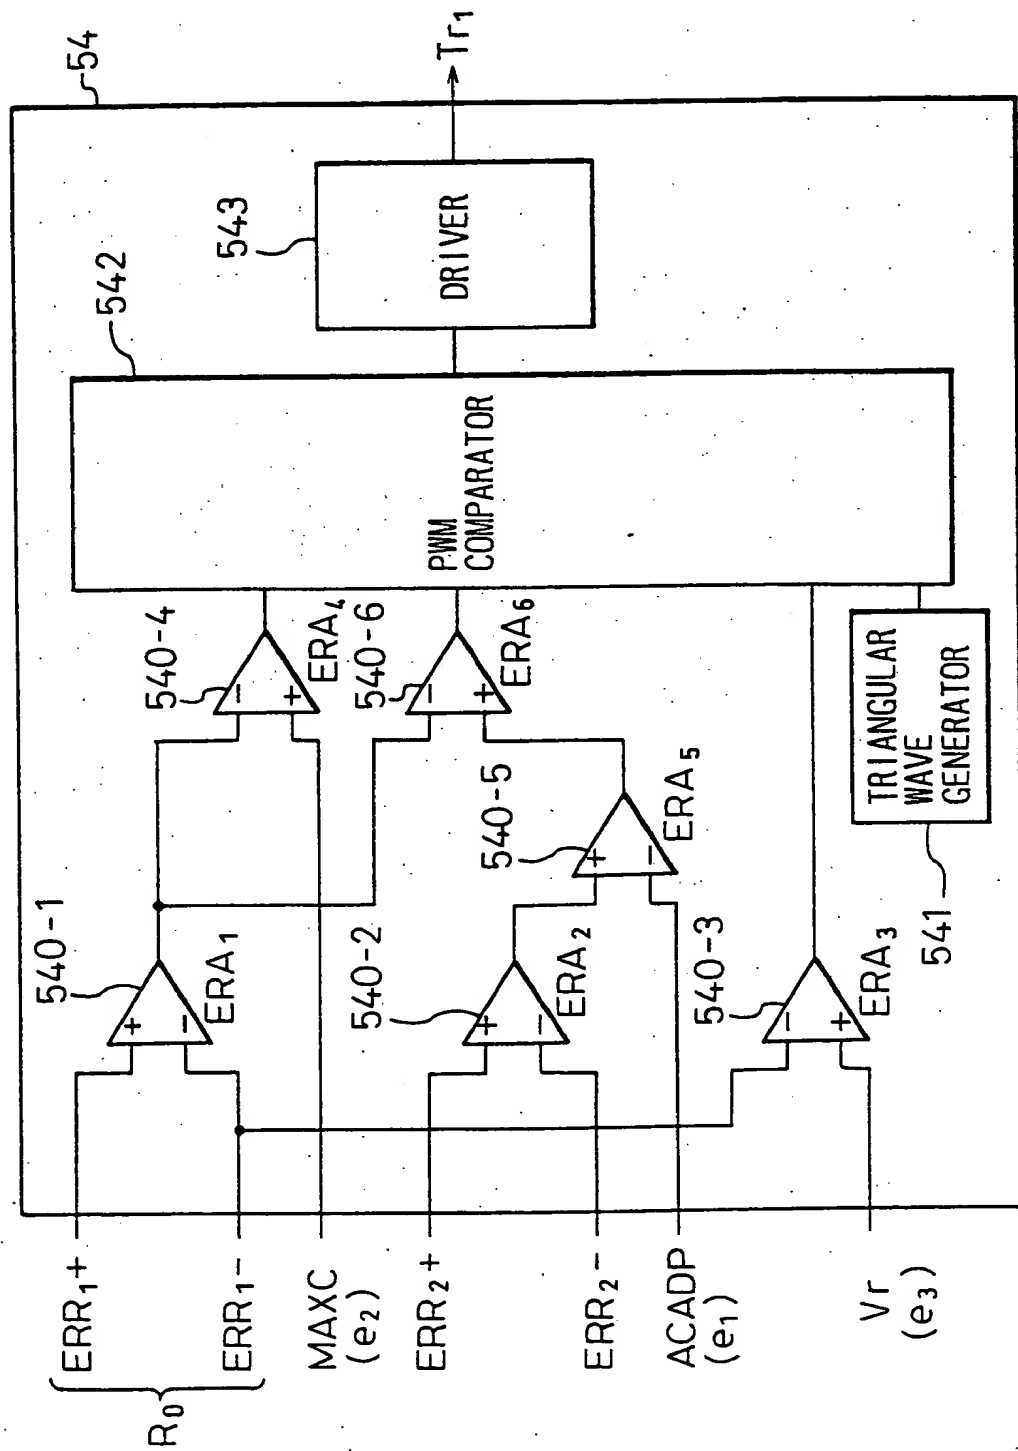 54
Tr1
542
543
DRIVER
PWM
COMPARATOR
540-4
−
+
ERA4
540-6
−
+
ERA6
540-1
+
−
ERA1
540-5
+
−
ERA5
540-2
+
−
ERA2
540-3
−
+
ERA3
TRIANGULAR
WAVE
GENERATOR
541
R0
ERR1+
ERR1−
MAXC
(e2)
ERR2+
ERR2−
ACADP
(e1)
Vr
(e3)